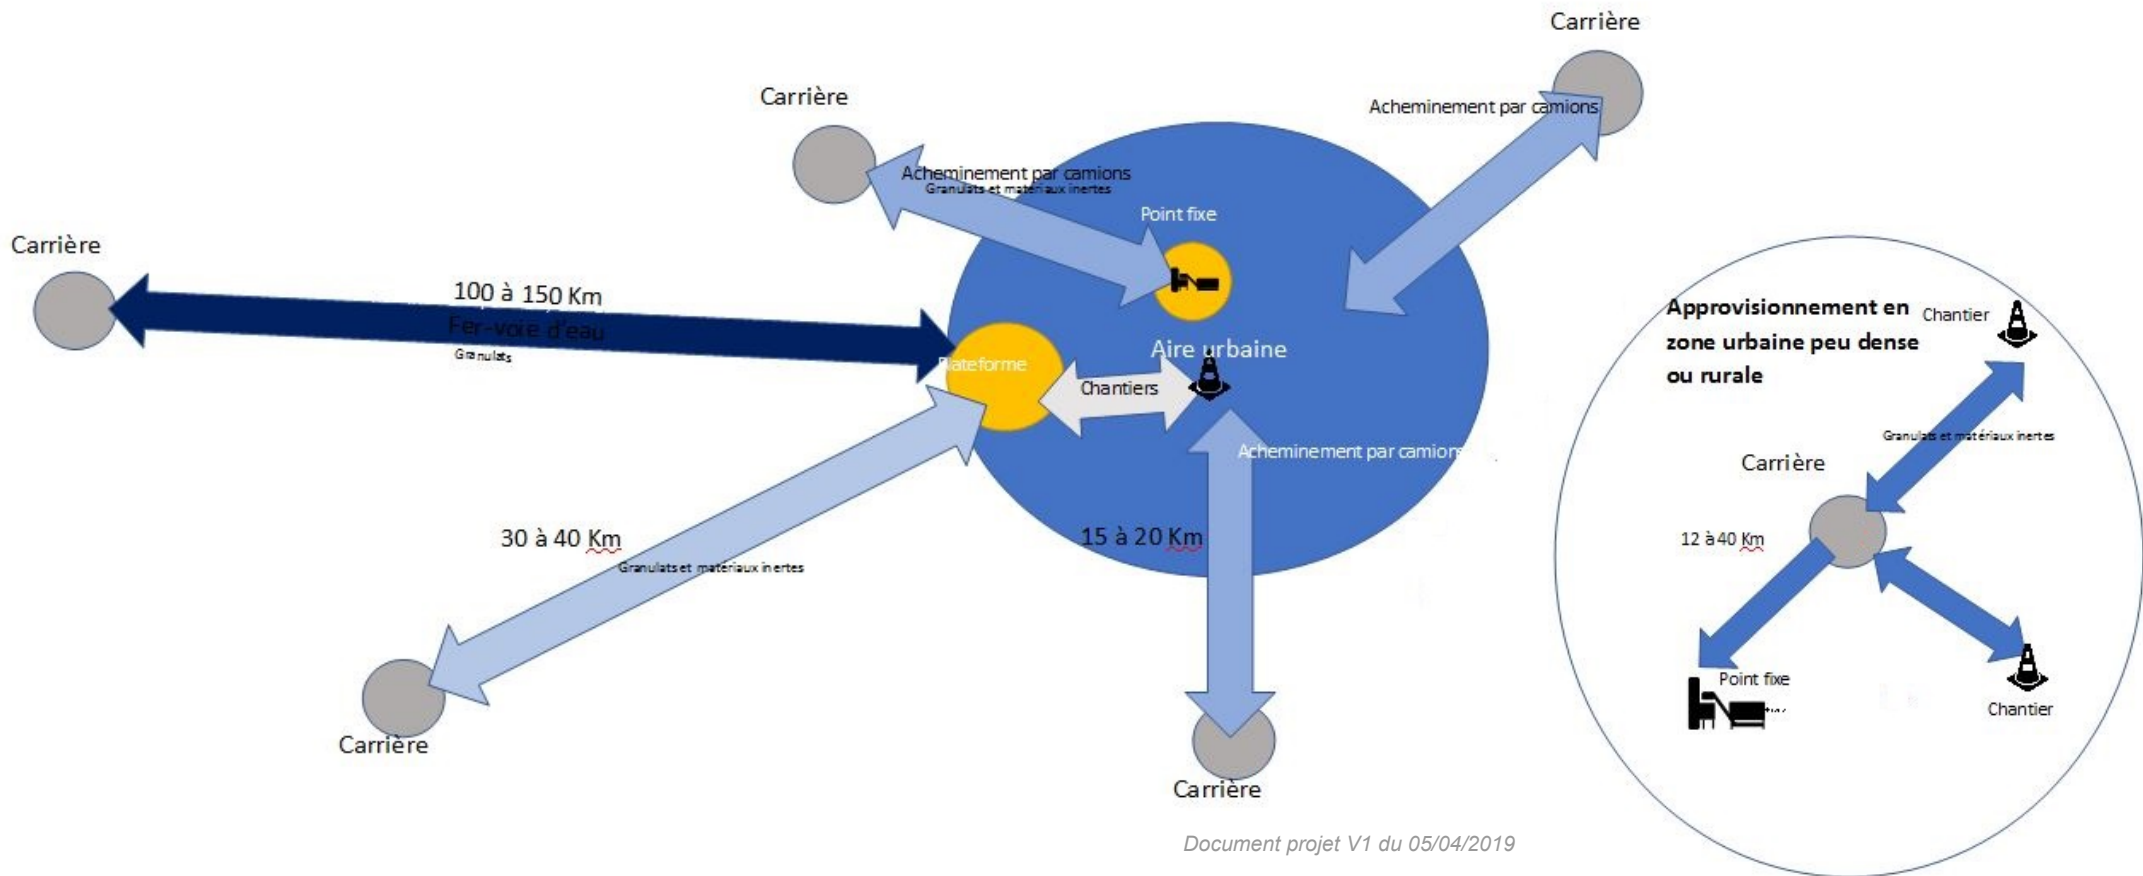 Carrière
Carrière
Acheminement par camions
Carrière
Acheminement par camions
Granulats et matériaux inertes
Point fixe
Carrière
100 à 150 Km
Fer-voie d'eau
Granulats
Aire urbaine
Plateforme
Chantiers
Acheminement par camions
30 à 40 Km
Granulats et matériaux inertes
15 à 20 Km
Carrière
Carrière
Approvisionnement en
zone urbaine peu dense
ou rurale
Chantier
Granulats et matériaux inertes
Carrière
12 à 40 Km
Point fixe
Chantier
Document projet V1 du 05/04/2019